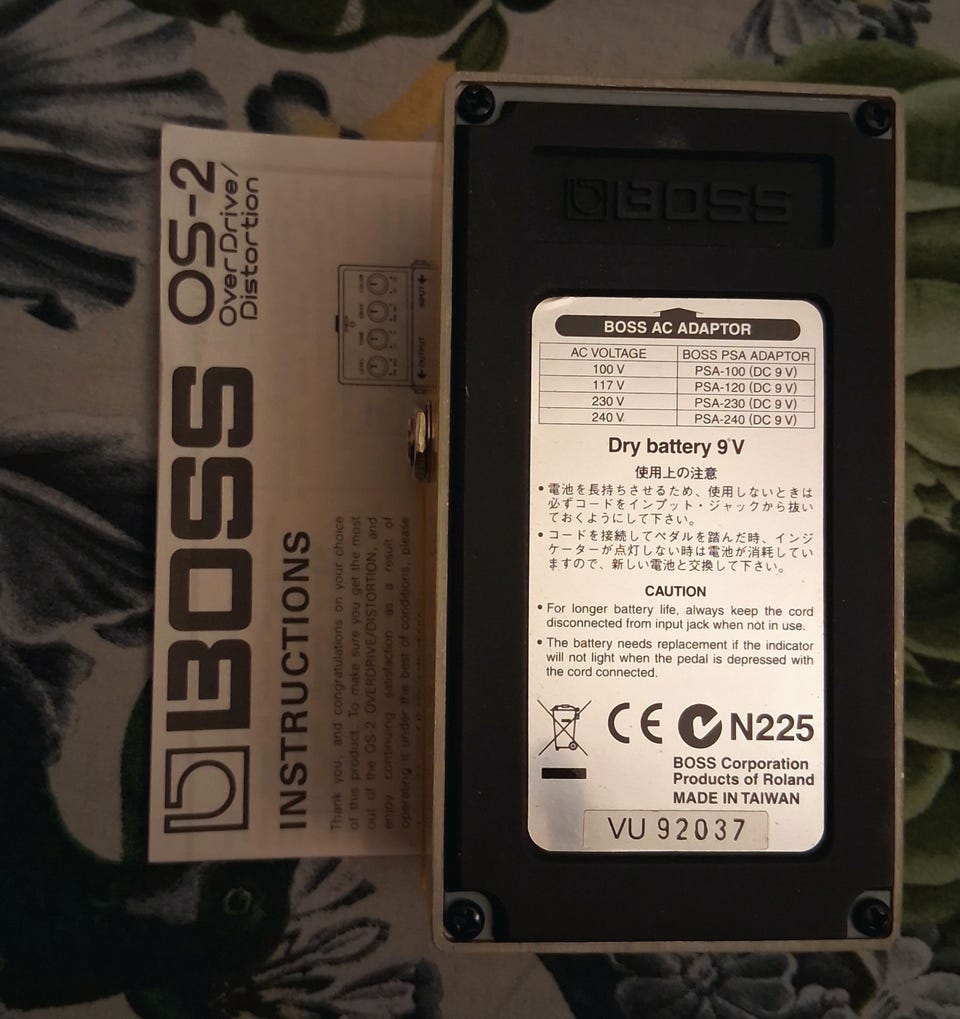 BOSS OS-2
OverDrive/
Distortion
INSTRUCTIONS
Thank you, and congratulations on your choice
of this product. To make sure you get the most
out of the OS-2 OVERDRIVE/DISTORTION, and
enjoy continuing satisfaction as a result of
operating it under the best of conditions, please
OUTPUT
INPUT
BOSS
BOSS AC ADAPTOR
AC VOLTAGE BOSS PSA ADAPTOR
100 V PSA-100 (DC 9 V)
117 V PSA-120 (DC 9 V)
230 V PSA-230 (DC 9 V)
240 V PSA-240 (DC 9 V)
Dry battery 9 V
使用上の注意
• 電池を長持ちさせるため、使用しないときは
必ずコードをインプット・ジャックから抜い
ておくようにして下さい。
• コードを接続してペダルを踏んだ時、インジ
ケーターが点灯しない時は電池が消耗してい
ますので、新しい電池と交換して下さい。
CAUTION
• For longer battery life, always keep the cord
disconnected from input jack when not in use.
• The battery needs replacement if the indicator
will not light when the pedal is depressed with
the cord connected.
CE N225
BOSS Corporation
Products of Roland
MADE IN TAIWAN
VU 92037